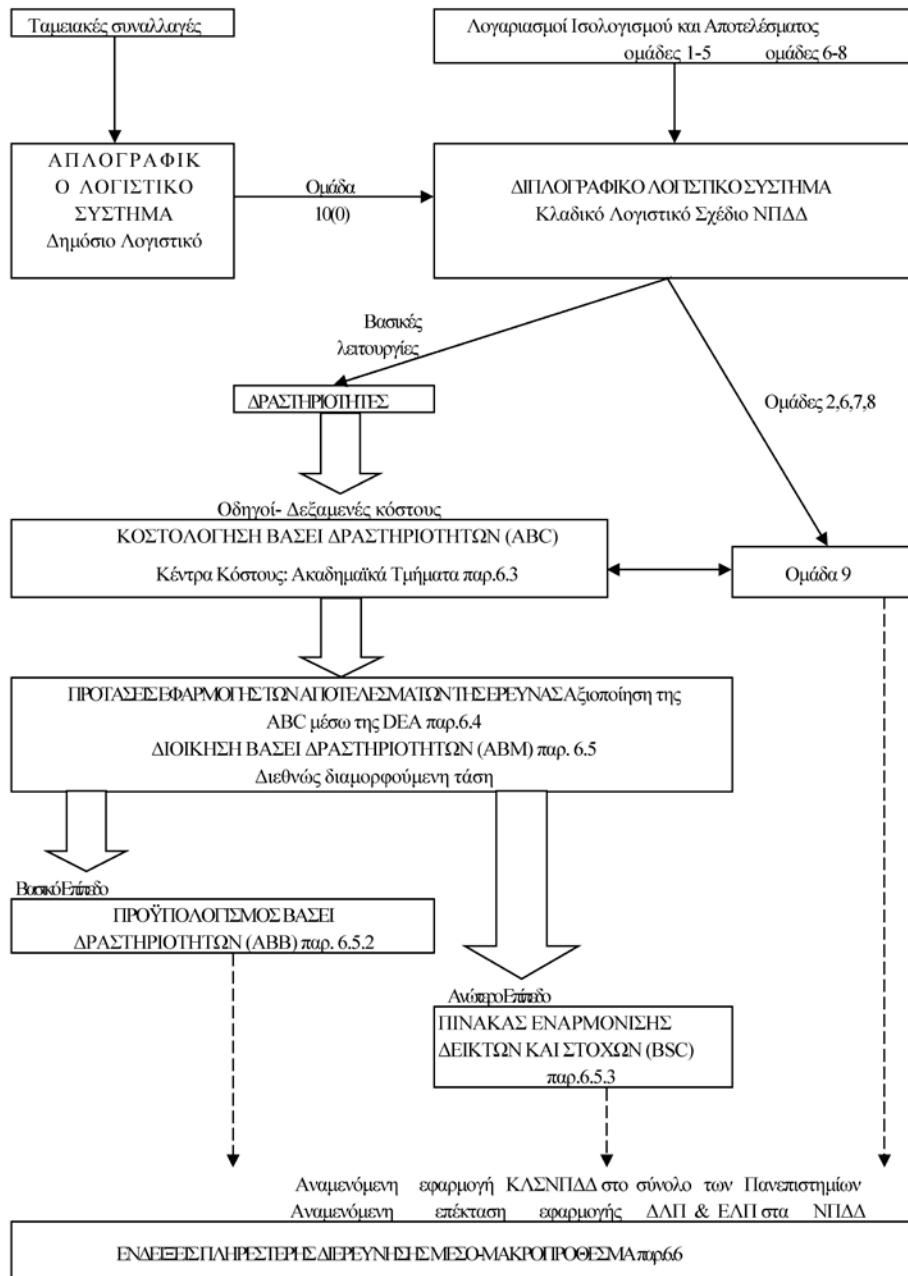 Ταμειακές συναλλαγές
Λογαριασμοί Ισολογισμού και Αποτελέσματος
ομάδες 1-5 ομάδες 6-8
ΑΠΛΟΓΡΑΦΙΚ
Ο ΛΟΓΙΣΤΙΚΟ
ΣΥΣΤΗΜΑ
Δημόσιο Λογιστικό
Ομάδα
10(0)
ΔΙΠΛΟΓΡΑΦΙΚΟ ΛΟΓΙΣΤΙΚΟ ΣΥΣΤΗΜΑ
Κλαδικό Λογιστικό Σχέδιο ΝΠΔΔ
Βασικές
λειτουργίες
ΔΡΑΣΤΗΡΙΟΤΗΤΕΣ
Ομάδες 2,6,7,8
Οδηγοί- Δεξαμενές κόστους
ΚΟΣΤΟΛΟΓΗΣΗ ΒΑΣΕΙ ΔΡΑΣΤΗΡΙΟΤΗΤΩΝ (ABC)
Κέντρα Κόστους: Ακαδημαϊκά Τμήματα παρ.6.3
Ομάδα 9
ΠΡΟΤΑΣΕΙΣ ΕΦΑΡΜΟΓΗΣ ΤΩΝ ΑΠΟΤΕΛΕΣΜΑΤΩΝ ΤΗΣ ΕΡΕΥΝΑΣ Αξιοποίηση της
ABC μέσω της DEA παρ.6.4
ΔΙΟΙΚΗΣΗ ΒΑΣΕΙ ΔΡΑΣΤΗΡΙΟΤΗΤΩΝ (ABM) παρ. 6.5
Διεθνώς διαμορφούμενη τάση
Βασικό Επίπεδο
ΠΡΟΫΠΟΛΟΓΙΣΜΟΣ ΒΑΣΕΙ
ΔΡΑΣΤΗΡΙΟΤΗΤΩΝ (ABB) παρ. 6.5.2
Ανώτερο Επίπεδο
ΠΙΝΑΚΑΣ ΕΝΑΡΜΟΝΙΣΗΣ
ΔΕΙΚΤΩΝ ΚΑΙ ΣΤΟΧΩΝ (BSC)
παρ.6.5.3
Αναμενόμενη εφαρμογή ΚΛΣΝΠΔΔ στο σύνολο των Πανεπιστημίων
Αναμενόμενη επέκταση εφαρμογής ΔΛΠ & ΕΛΠ στα ΝΠΔΔ
ΕΝΔΕΙΞΕΙΣ ΠΛΗΡΕΣΤΕΡΗΣ ΔΙΕΡΕΥΝΗΣΗΣ ΜΕΣΟ-ΜΑΚΡΟΠΡΟΘΕΣΜΑ παρ.6.6